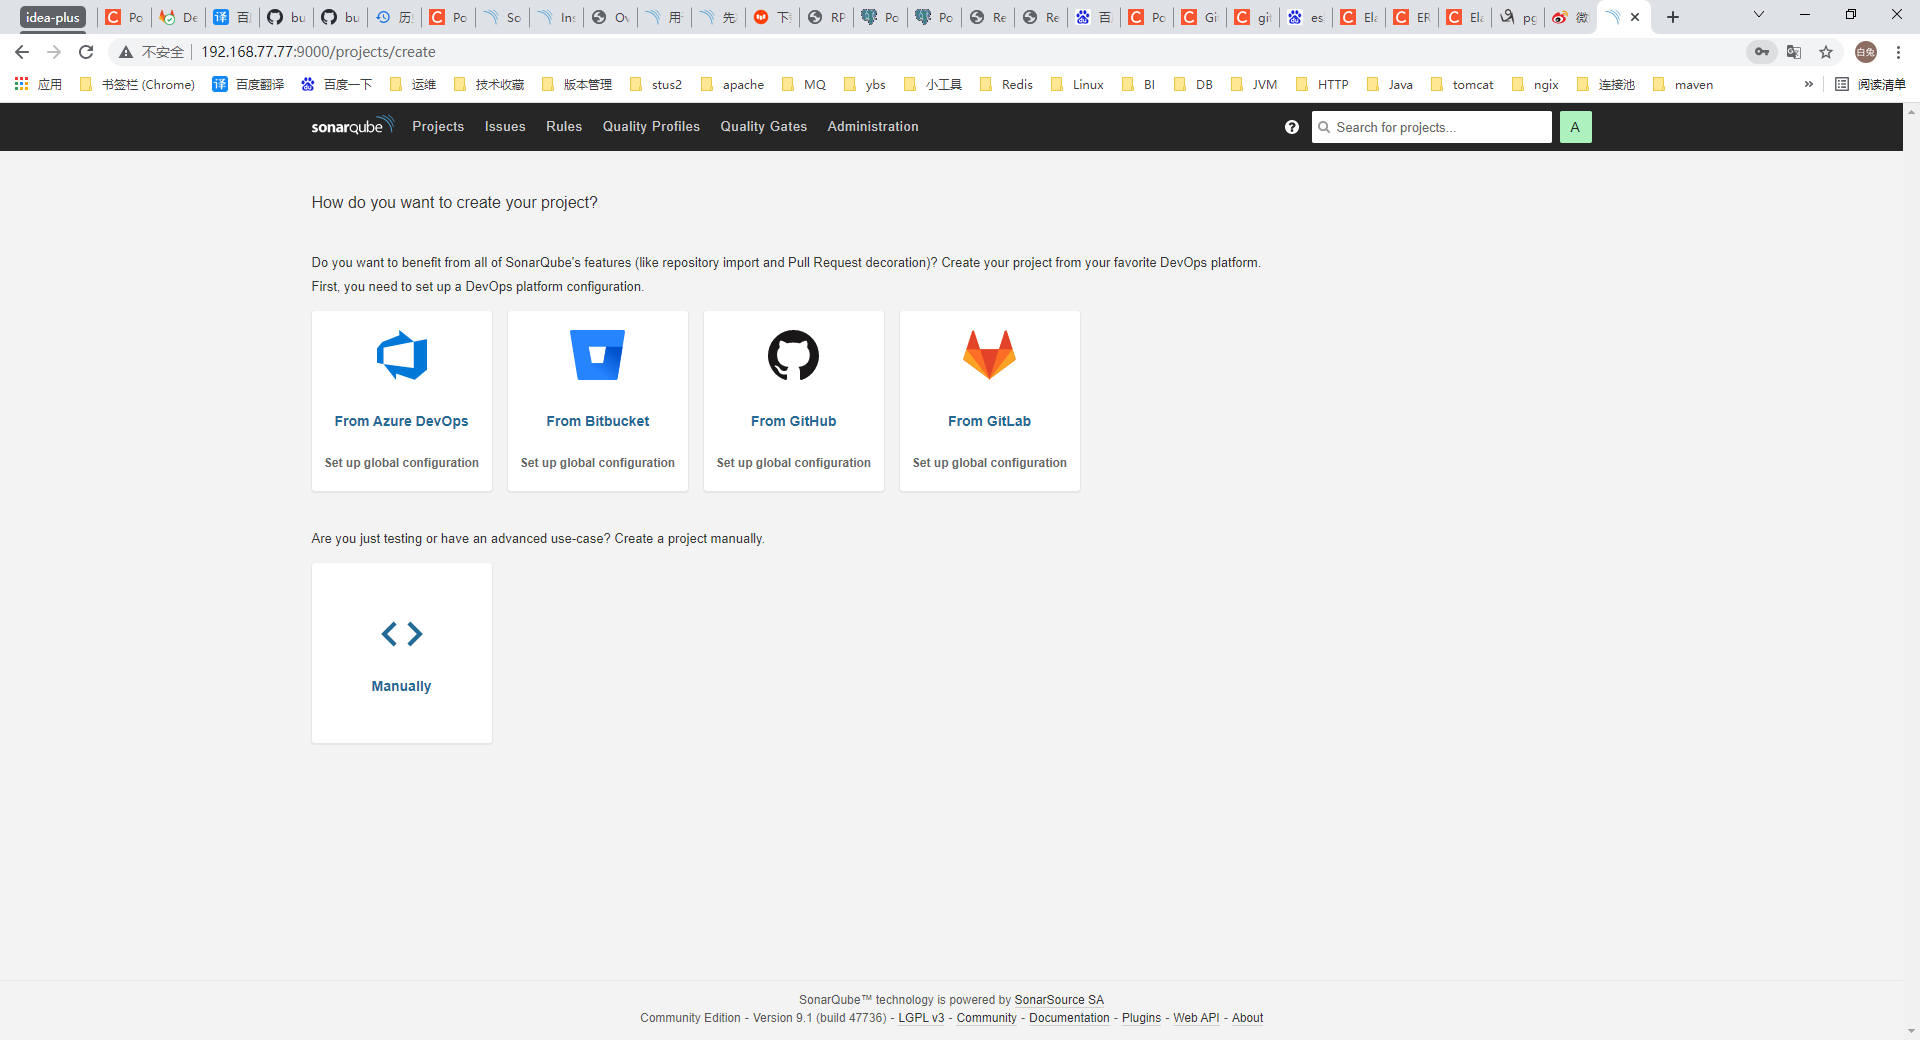 idea-plus Po De 百 bu bu 历 Po So Ins Ov 用 先 下 RP Po Po Re Re 百 Po Gi git es Ela ER Ela pg 微
不安全 192.168.77.77:9000/projects/create 白兔
应用 书签栏 (Chrome) 百度翻译 百度一下 运维 技术收藏 版本管理 stus2 apache MQ ybs 小工具 Redis Linux BI DB JVM HTTP Java tomcat ngix 连接池 maven » 阅读清单
sonarqube Projects Issues Rules Quality Profiles Quality Gates Administration Search for projects... A
How do you want to create your project?
Do you want to benefit from all of SonarQube's features (like repository import and Pull Request decoration)? Create your project from your favorite DevOps platform.
First, you need to set up a DevOps platform configuration.
From Azure DevOps From Bitbucket From GitHub From GitLab
Set up global configuration Set up global configuration Set up global configuration Set up global configuration
Are you just testing or have an advanced use-case? Create a project manually.
Manually
SonarQube™ technology is powered by SonarSource SA
Community Edition - Version 9.1 (build 47736) - LGPL v3 - Community - Documentation - Plugins - Web API - About